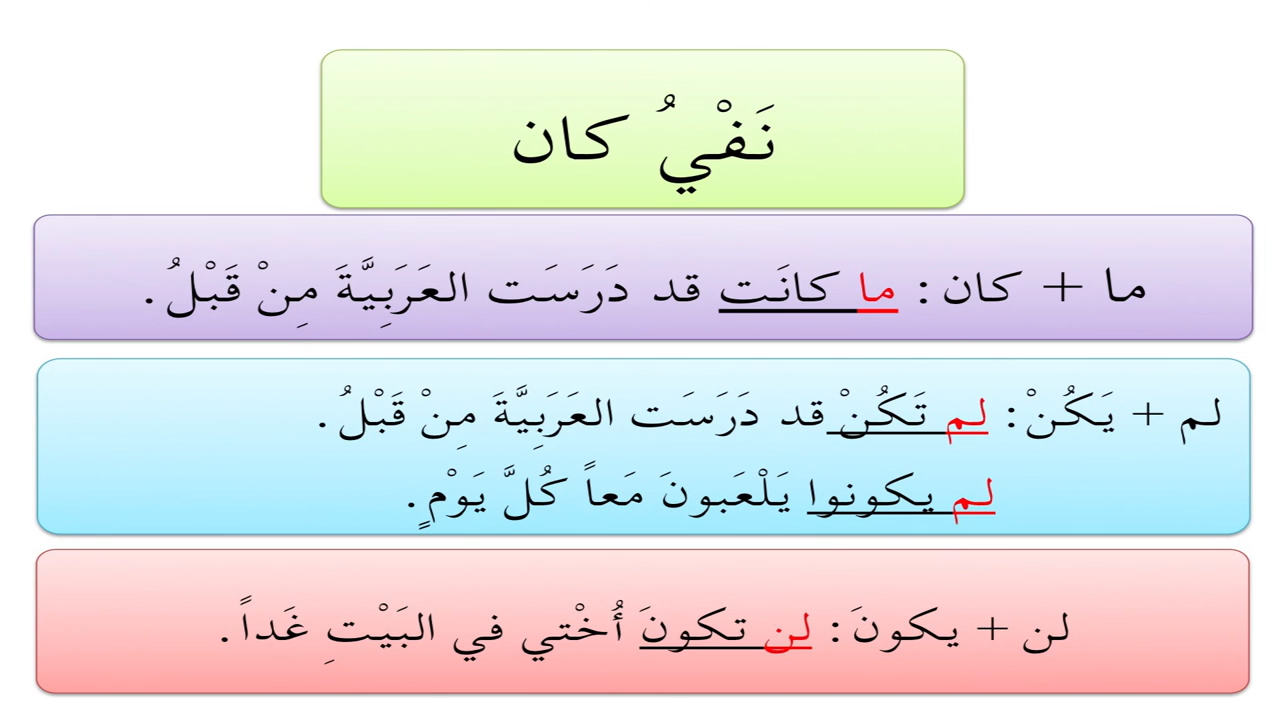 نَفْيُ كان
ما + كان : ما كانَت قد دَرَسَت العَرَبِيَّةَ مِنْ قَبْلُ .
لم + يَكُنْ : لم تَكُنْ قد دَرَسَت العَرَبِيَّةَ مِنْ قَبْلُ .
لم يكونوا يَلْعَبونَ مَعاً كُلَّ يَوْمٍ .
لن + يكونَ : لن تكونَ أُخْتي في البَيْتِ غَداً .